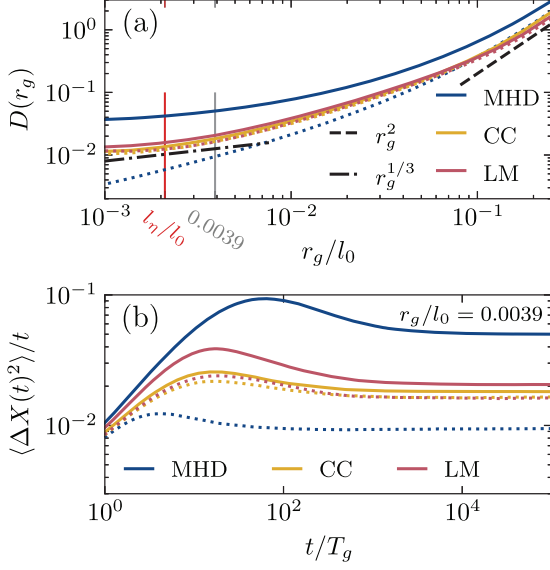 (a)
10^0
10^{-1}
10^{-2}
D(r_g)
MHD
CC
LM
r_g^2
r_g^{1/3}
10^{-3}
10^{-2}
10^{-1}
l_η/l_0
0.0039
r_g/l_0
(b)
r_g/l_0 = 0.0039
10^{-1}
10^{-2}
⟨ΔX(t)^2⟩/t
MHD
CC
LM
10^0
10^2
10^4
t/T_g